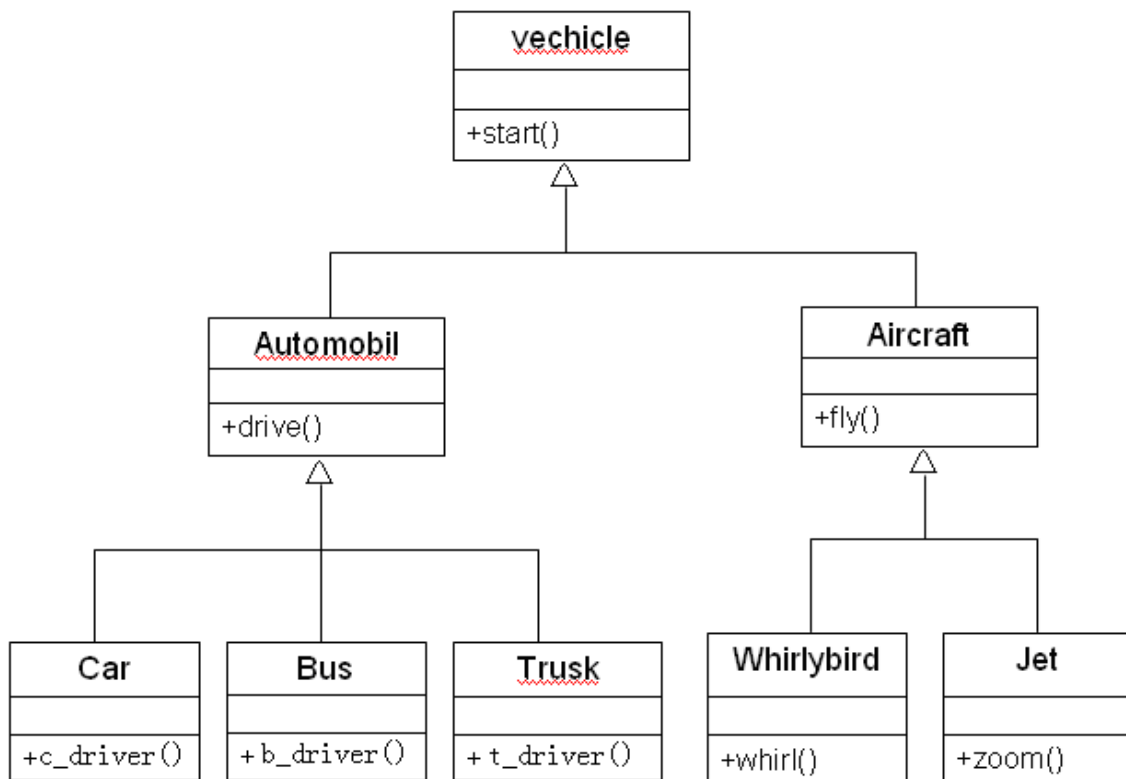 vechicle
+start()
Automobil
+drive()
Aircraft
+fly()
Car
+c_driver()
Bus
+b_driver()
Trusk
+t_driver()
Whirlybird
+whirl()
Jet
+zoom()